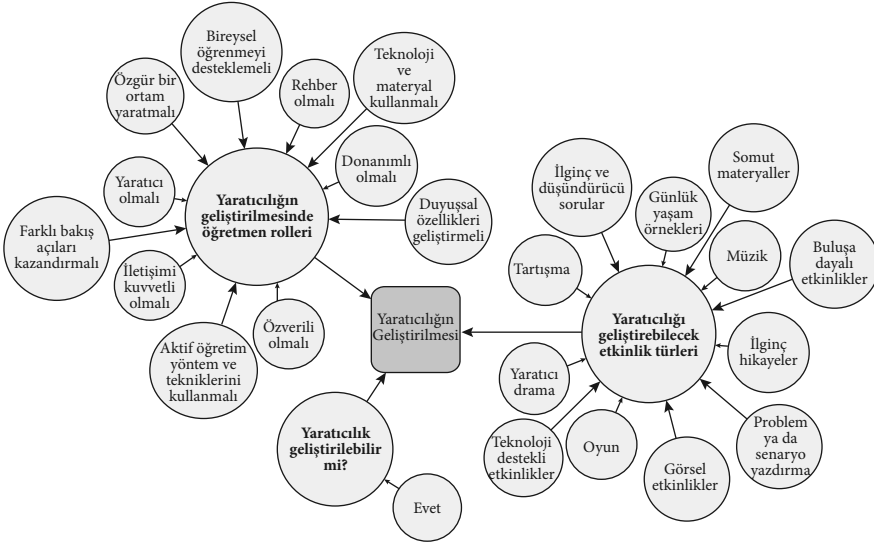 Bireysel
öğrenmeyi
desteklemeli
Teknoloji
ve
materyal
kullanmalı
Özgür bir
ortam
yaratmalı
Rehber
olmalı
Donanımlı
olmalı
Yaratıcı
olmalı
Yaratıcılığın
geliştirilmesinde
öğretmen rolleri
Duyuşsal
özellikleri
geliştirmeli
Farklı bakış
açıları
kazandırmalı
İletişimi
kuvvetli
olmalı
Özverili
olmalı
Aktif öğretim
yöntem ve
tekniklerini
kullanmalı
Yaratıcılığın
Geliştirilmesi
Yaratıcılık
geliştirilebilir
mi?
Evet
İlginç ve
düşündürücü
sorular
Somut
materyaller
Günlük
yaşam
örnekleri
Tartışma
Müzik
Buluşa
dayalı
etkinlikler
Yaratıcılığı
geliştirebilecek
etkinlik türleri
İlginç
hikayeler
Yaratıcı
drama
Teknoloji
destekli
etkinlikler
Oyun
Görsel
etkinlikler
Problem
ya da
senaryo
yazdırma